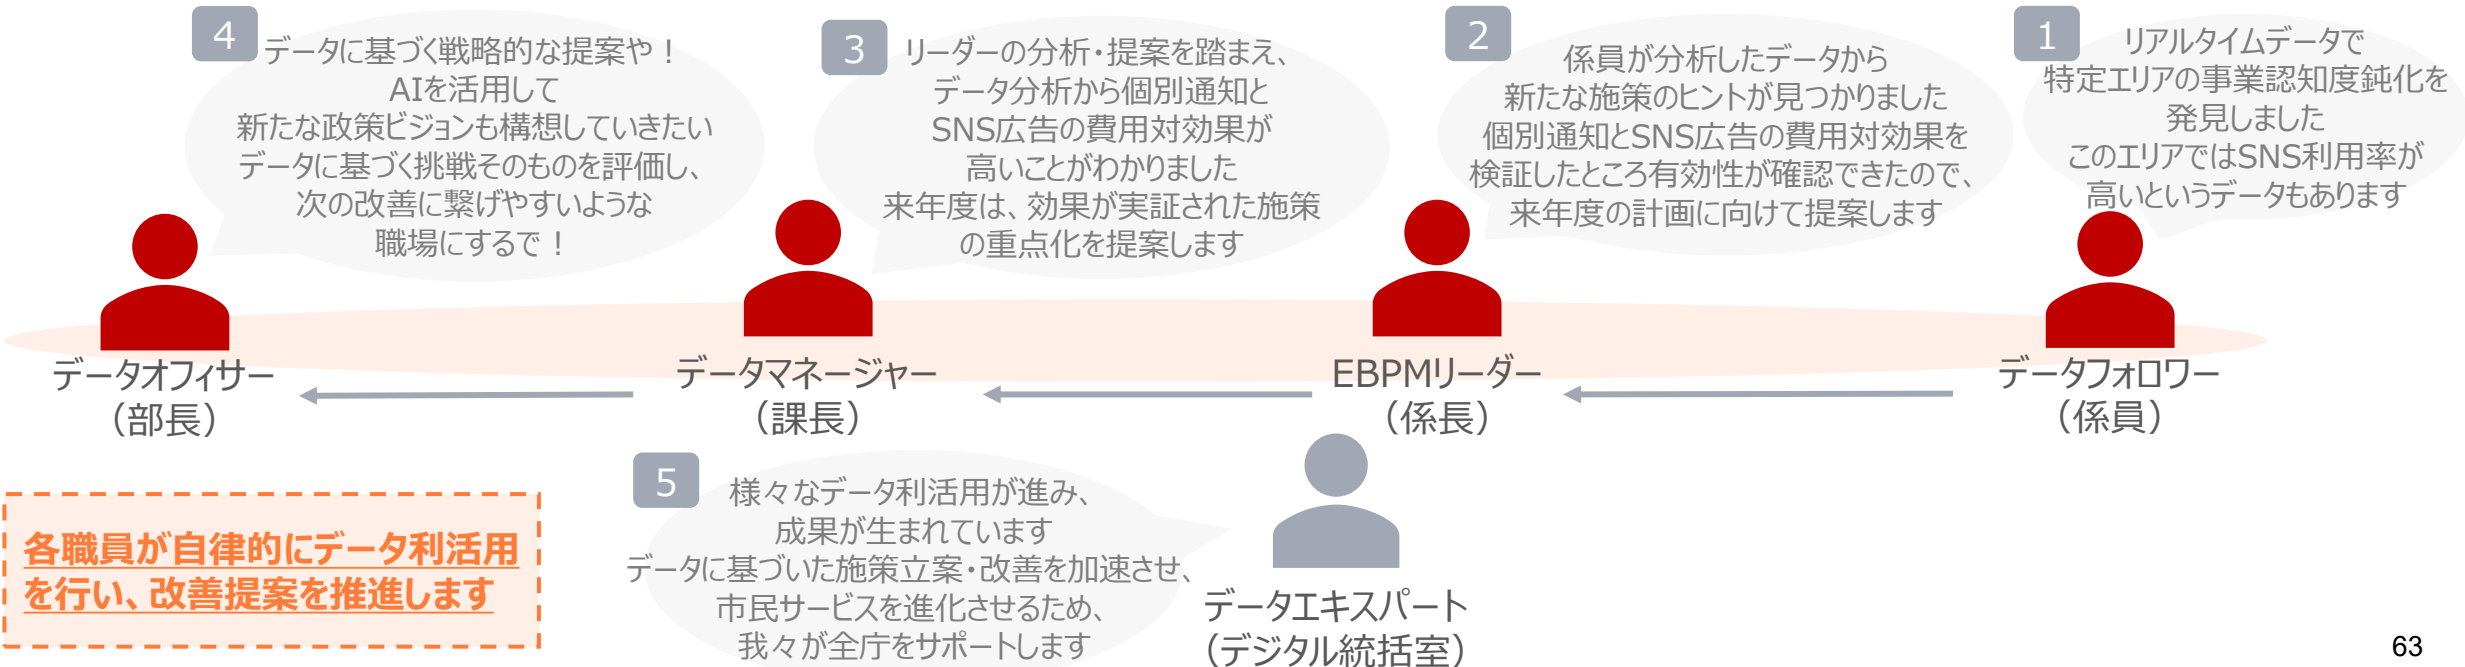 4
データに基づく戦略的な提案や！
AIを活用して
新たな政策ビジョンも構想していきたい
データに基づく挑戦そのものを評価し、
次の改善に繋げやすいような
職場にするで！
データオフィサー
（部長）
3
リーダーの分析・提案を踏まえ、
データ分析から個別通知と
SNS広告の費用対効果が
高いことがわかりました
来年度は、効果が実証された施策
の重点化を提案します
データマネージャー
（課長）
2
係員が分析したデータから
新たな施策のヒントが見つかりました
個別通知とSNS広告の費用対効果を
検証したところ有効性が確認できたので、
来年度の計画に向けて提案します
EBPMリーダー
（係長）
1
リアルタイムデータで
特定エリアの事業認知度鈍化を
発見しました
このエリアではSNS利用率が
高いというデータもあります
データフォロワー
（係員）
各職員が自律的にデータ利活用
を行い、改善提案を推進します
5
様々なデータ利活用が進み、
成果が生まれています
データに基づいた施策立案・改善を加速させ、
市民サービスを進化させるため、
我々が全庁をサポートします
データエキスパート
（デジタル統括室）
63